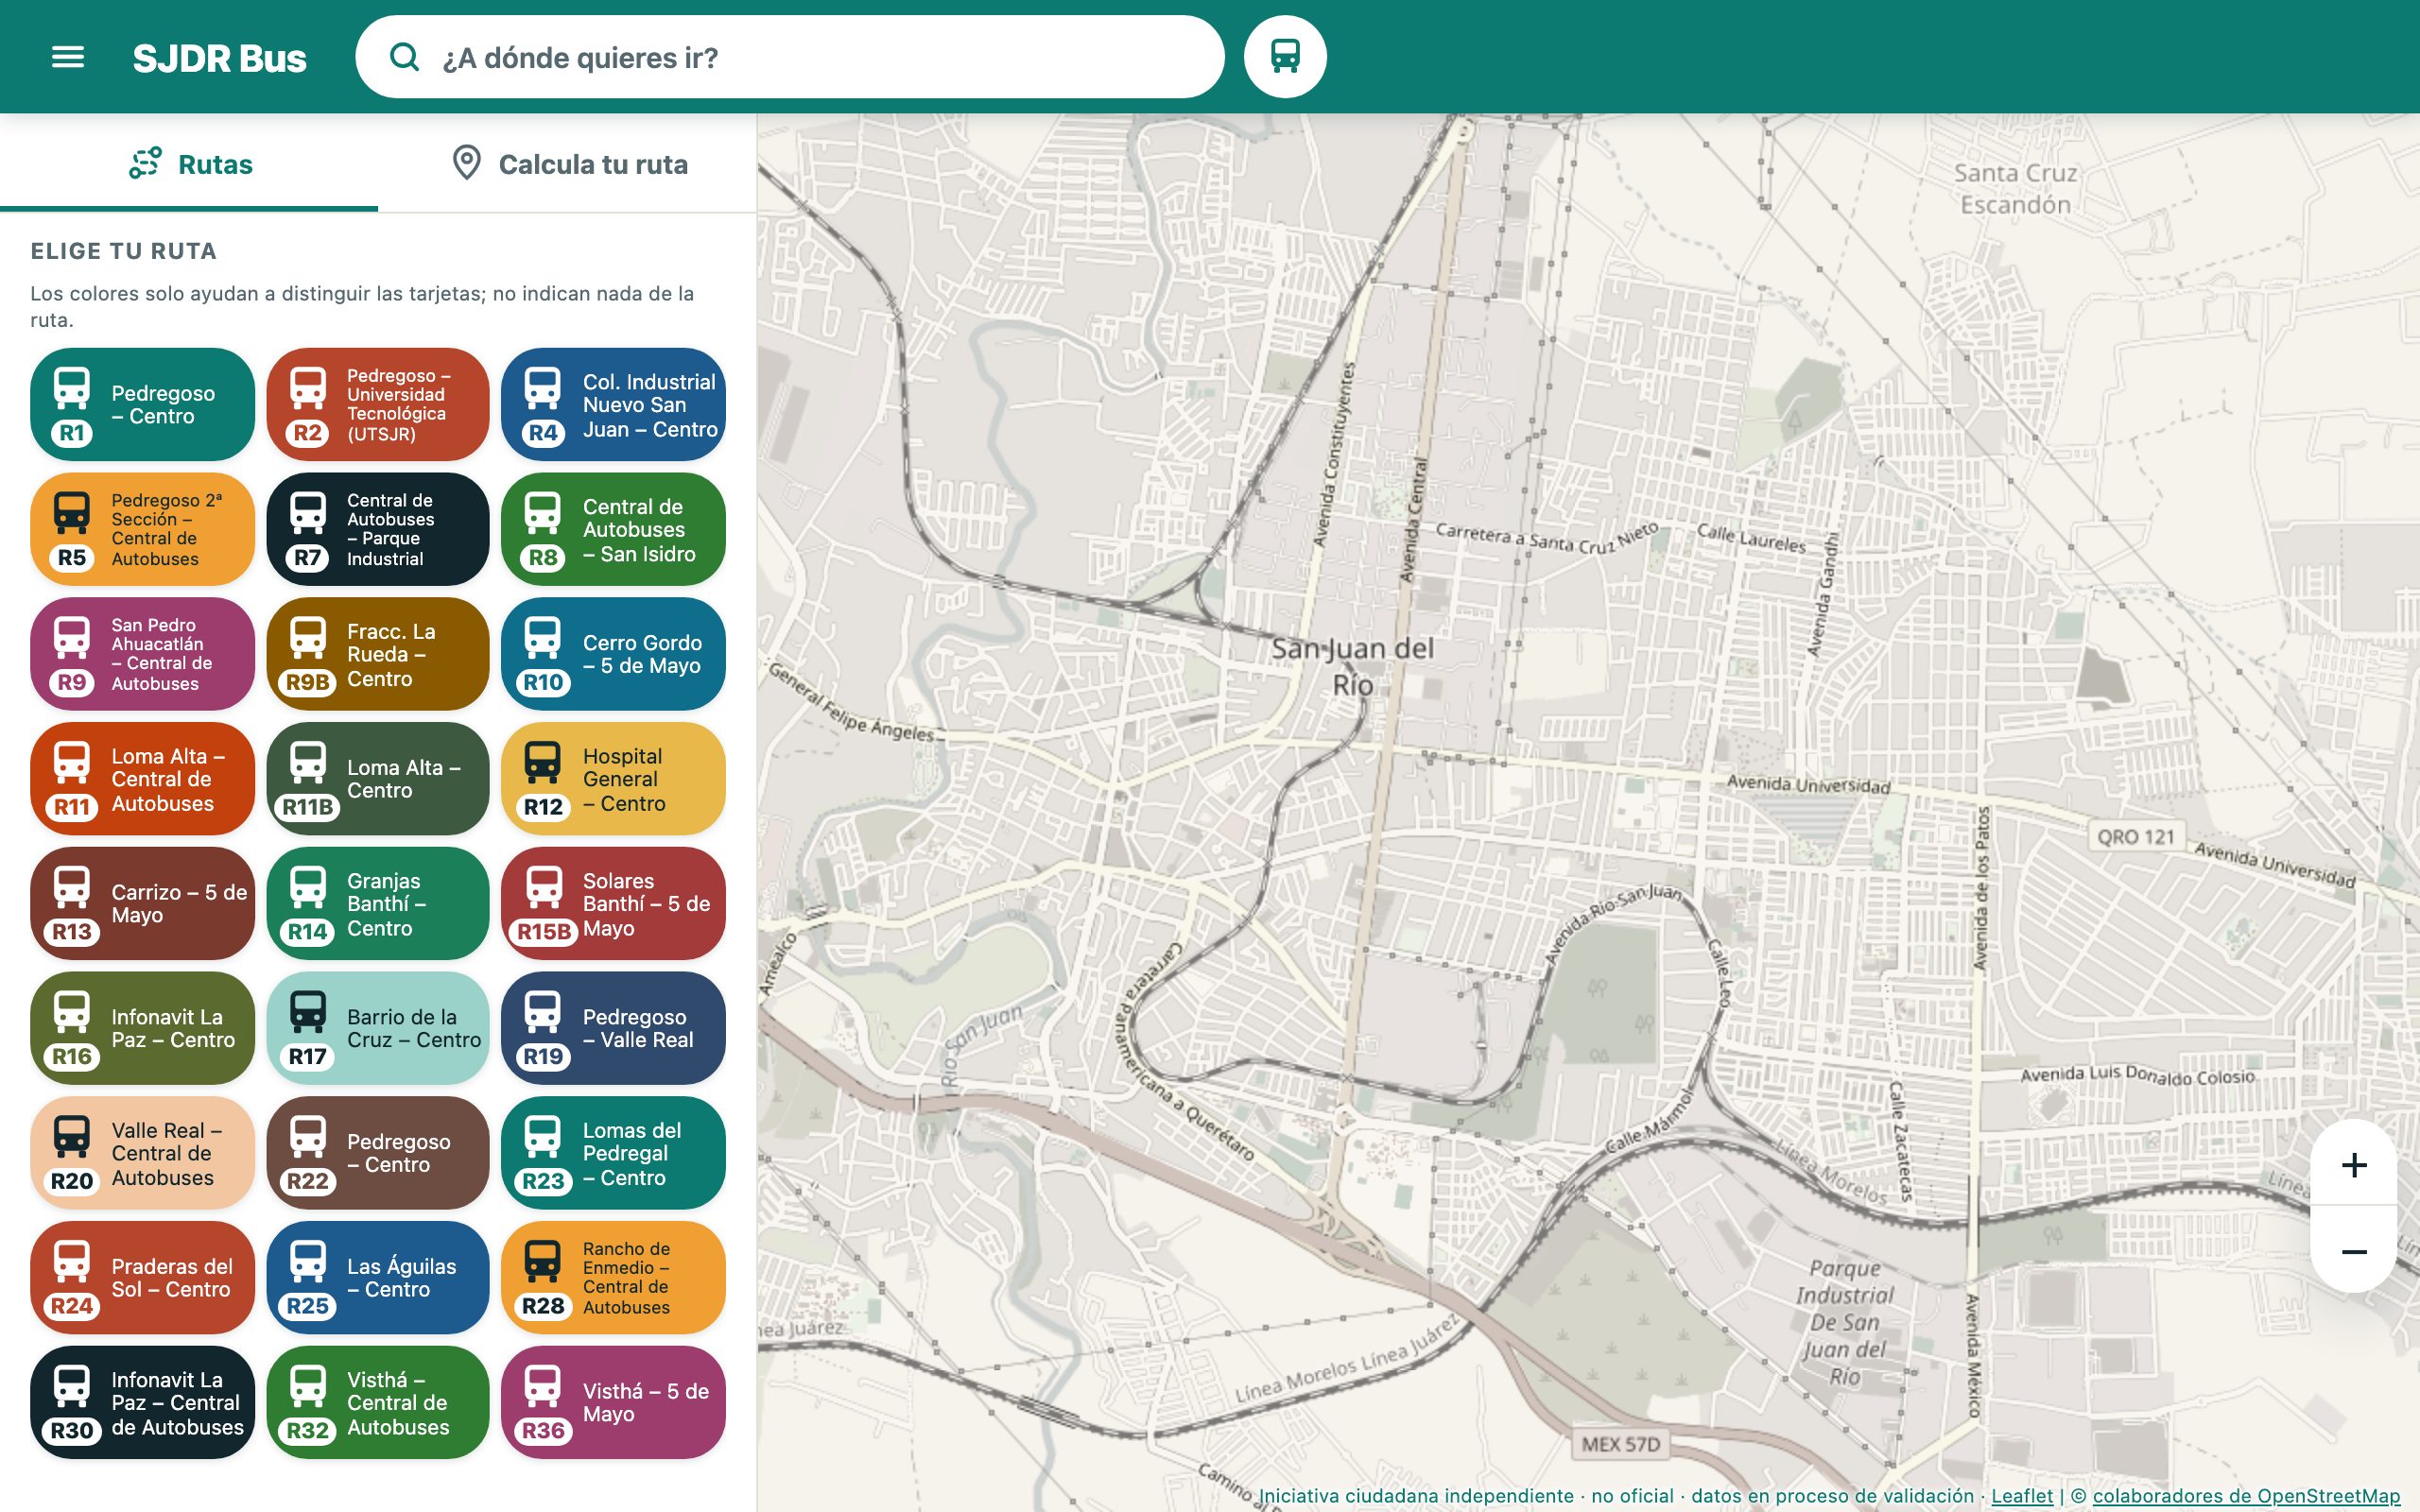 SJDR Bus
¿A dónde quieres ir?
Rutas
Calcula tu ruta
ELIGE TU RUTA
Los colores solo ayudan a distinguir las tarjetas; no indican nada de la
ruta.
R1
Pedregoso
– Centro
R2
Pedregoso –
Universidad
Tecnológica
(UTSJR)
R4
Col. Industrial
Nuevo San
Juan – Centro
R5
Pedregoso 2ª
Sección –
Central de
Autobuses
R7
Central de
Autobuses
– Parque
Industrial
R8
Central de
Autobuses
– San Isidro
R9
San Pedro
Ahuacatlán
– Central de
Autobuses
R9B
Fracc. La
Rueda –
Centro
R10
Cerro Gordo
– 5 de Mayo
R11
Loma Alta –
Central de
Autobuses
R11B
Loma Alta –
Centro
R12
Hospital
General
– Centro
R13
Carrizo – 5 de
Mayo
R14
Granjas
Banthí –
Centro
R15B
Solares
Banthí – 5 de
Mayo
R16
Infonavit La
Paz – Centro
R17
Barrio de la
Cruz – Centro
R19
Pedregoso
– Valle Real
R20
Valle Real –
Central de
Autobuses
R22
Pedregoso
– Centro
R23
Lomas del
Pedregal
– Centro
R24
Praderas del
Sol – Centro
R25
Las Águilas
– Centro
R28
Rancho de
Enmedio –
Central de
Autobuses
R30
Infonavit La
Paz – Central
de Autobuses
R32
Visthá –
Central de
Autobuses
R36
Visthá – 5 de
Mayo
Santa Cruz
Escandón
Avenida Constituyentes
Avenida Central
Carretera a Santa Cruz Nieto
Calle Laureles
Avenida Gandhi
San Juan del
Río
General Felipe Ángeles
Avenida Universidad
QRO 121
Avenida Universidad
Avenida de los Patos
Avenida Río San Juan
Calle Leo
Amealco
Carretera Panamericana a Querétaro
Río San Juan
Avenida Luis Donaldo Colosio
Calle Zacatecas
Calle Mármol
Línea Morelos
Línea
Parque
Industrial
De San
Juan del
Río
Avenida México
nea Juárez
Línea Morelos Línea Juárez
MEX 57D
Camino al
+
−
Iniciativa ciudadana independiente · no oficial · datos en proceso de validación · Leaflet | © colaboradores de OpenStreetMap